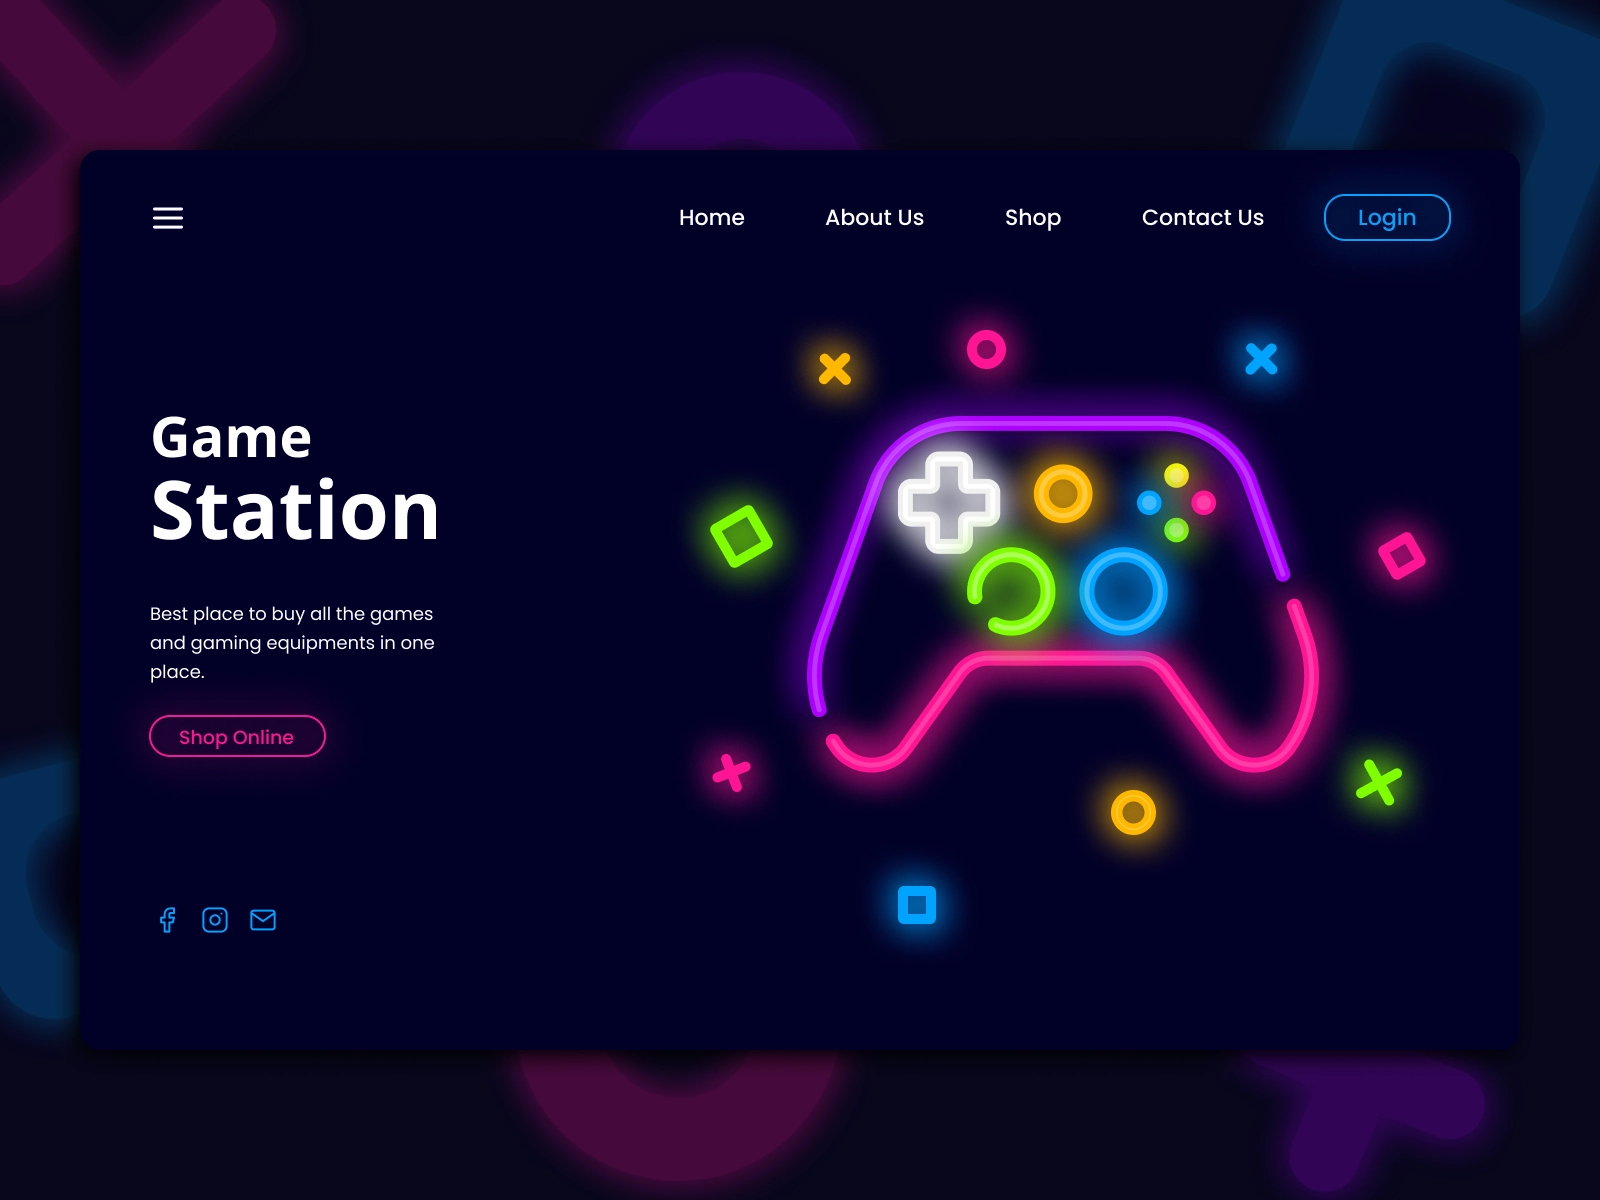 Home
About Us
Shop
Contact Us
Login
Game
Station
Best place to buy all the games
and gaming equipments in one
place.
Shop Online